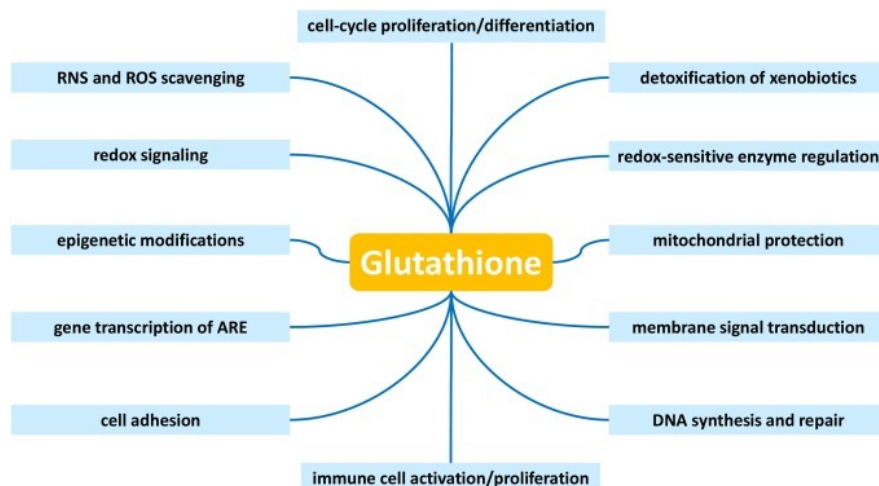 cell-cycle proliferation/differentiation
RNS and ROS scavenging
detoxification of xenobiotics
redox signaling
redox-sensitive enzyme regulation
epigenetic modifications
Glutathione
mitochondrial protection
gene transcription of ARE
membrane signal transduction
cell adhesion
DNA synthesis and repair
immune cell activation/proliferation